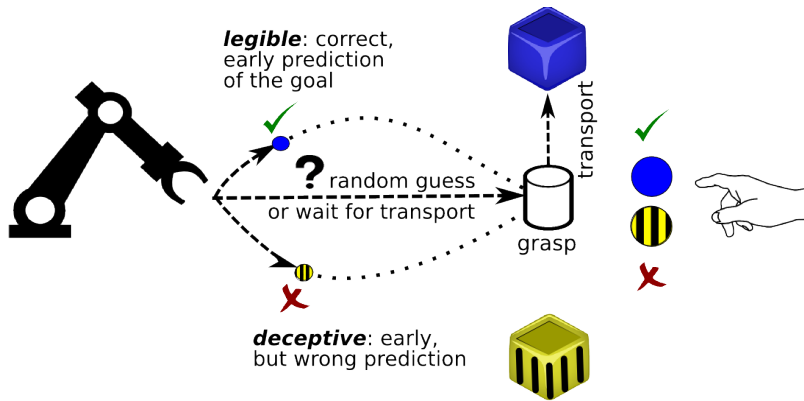 legible: correct,
early prediction
of the goal
? random guess
or wait for transport
transport
grasp
deceptive: early,
but wrong prediction